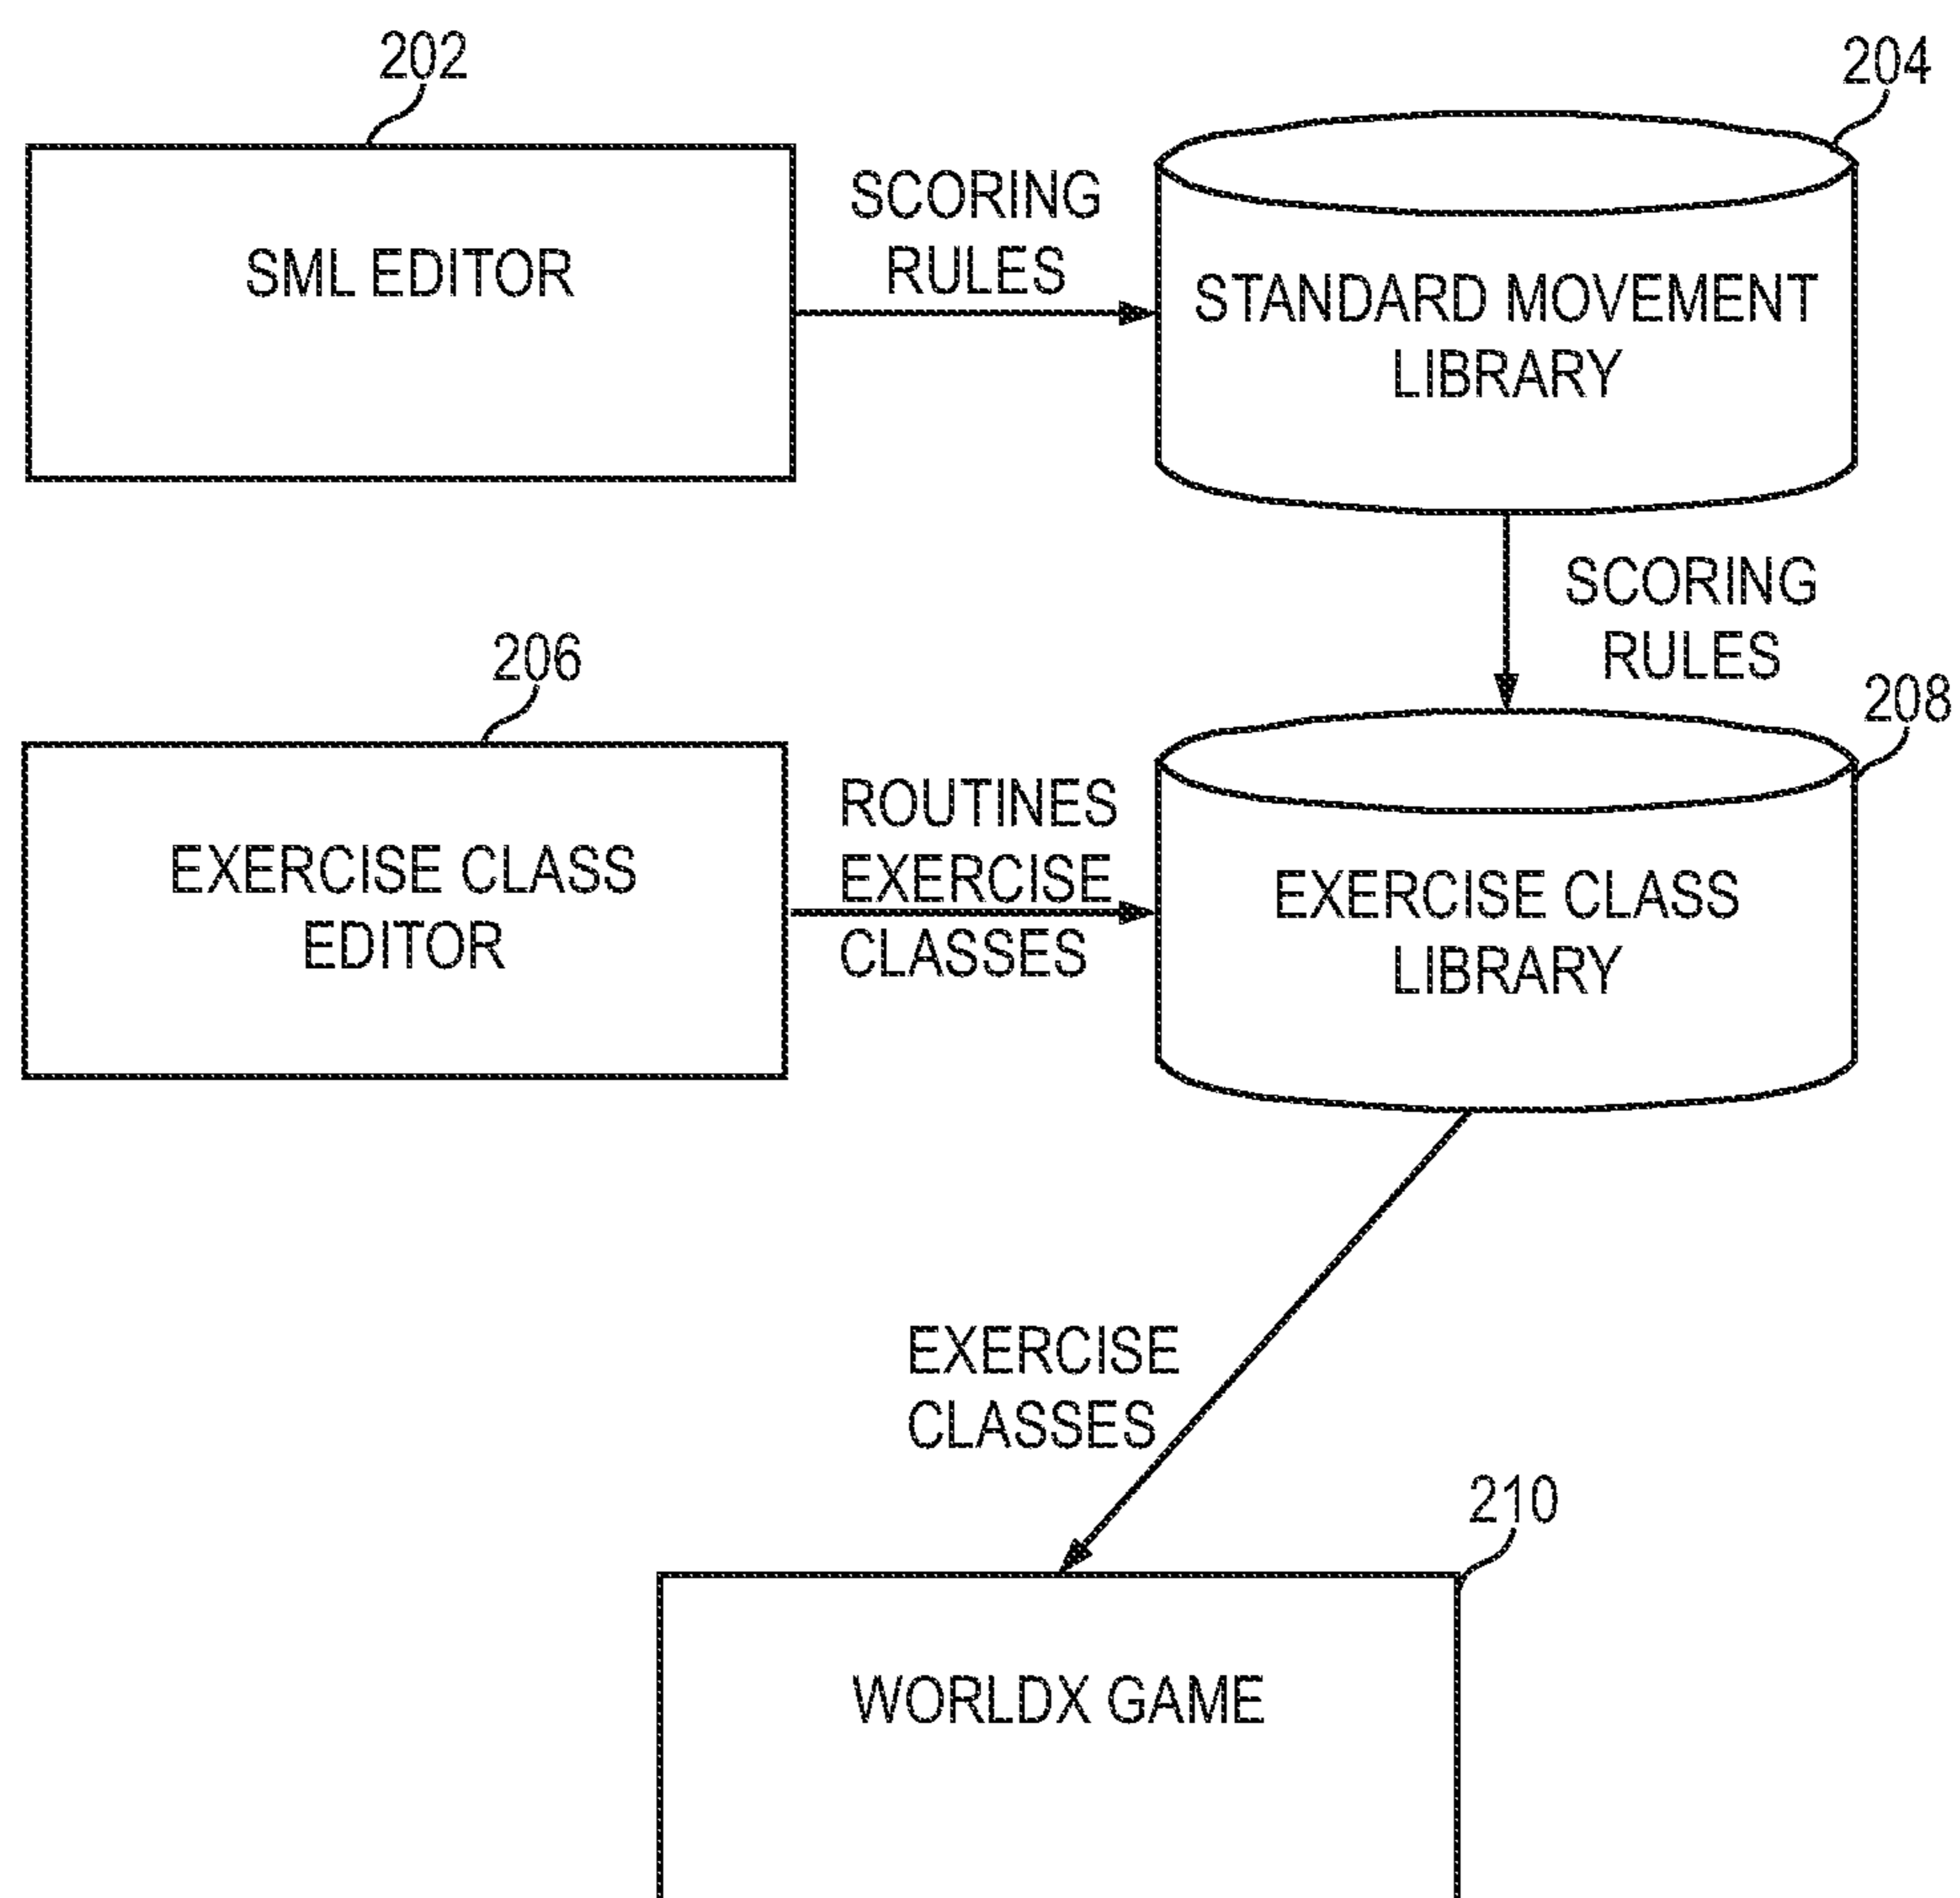 202
204
SML EDITOR
SCORING
RULES
STANDARD MOVEMENT
LIBRARY
SCORING
RULES
206
208
EXERCISE CLASS
EDITOR
ROUTINES
EXERCISE
CLASSES
EXERCISE CLASS
LIBRARY
EXERCISE
CLASSES
210
WORLDX GAME